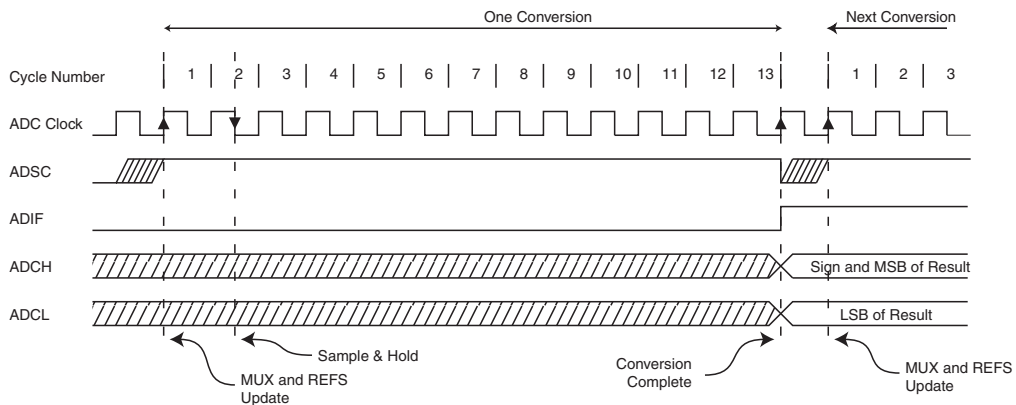 One Conversion
Next Conversion
Cycle Number 1 2 3 4 5 6 7 8 9 10 11 12 13 1 2 3
ADC Clock
ADSC
ADIF
ADCH
Sign and MSB of Result
ADCL
LSB of Result
Sample & Hold
MUX and REFS
Update
Conversion
Complete
MUX and REFS
Update